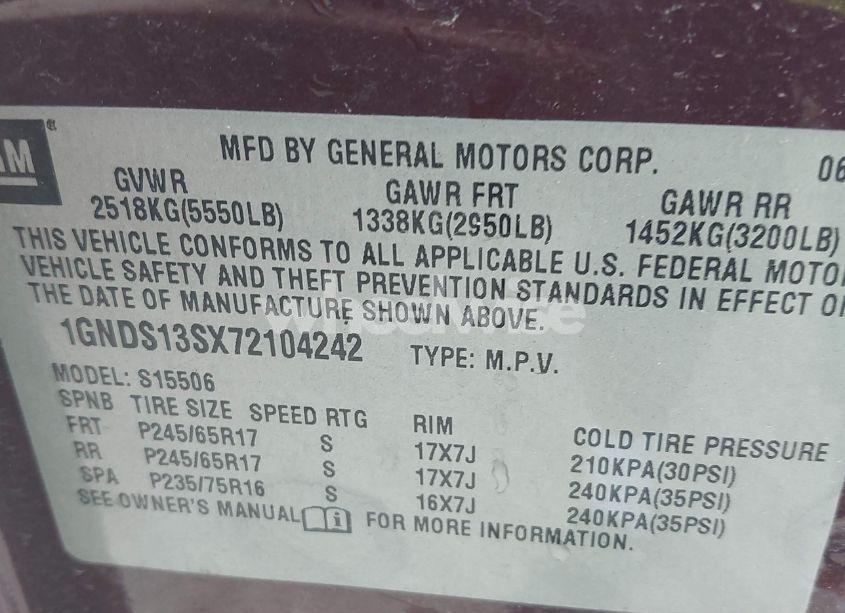 MFD BY GENERAL MOTORS CORP. 06
GVWR GAWR FRT GAWR RR
2518KG(5550LB) 1338KG(2950LB) 1452KG(3200LB)
THIS VEHICLE CONFORMS TO ALL APPLICABLE U.S. FEDERAL MOTO
VEHICLE SAFETY AND THEFT PREVENTION STANDARDS IN EFFECT O
THE DATE OF MANUFACTURE SHOWN ABOVE.
1GNDS13SX72104242 TYPE: M.P.V.
MODEL: S15506
SPNB TIRE SIZE SPEED RTG RIM COLD TIRE PRESSURE
FRT P245/65R17 S 17X7J 210KPA(30PSI)
RR P245/65R17 S 17X7J 240KPA(35PSI)
SPA P235/75R16 S 16X7J 240KPA(35PSI)
SEE OWNER'S MANUAL i FOR MORE INFORMATION.